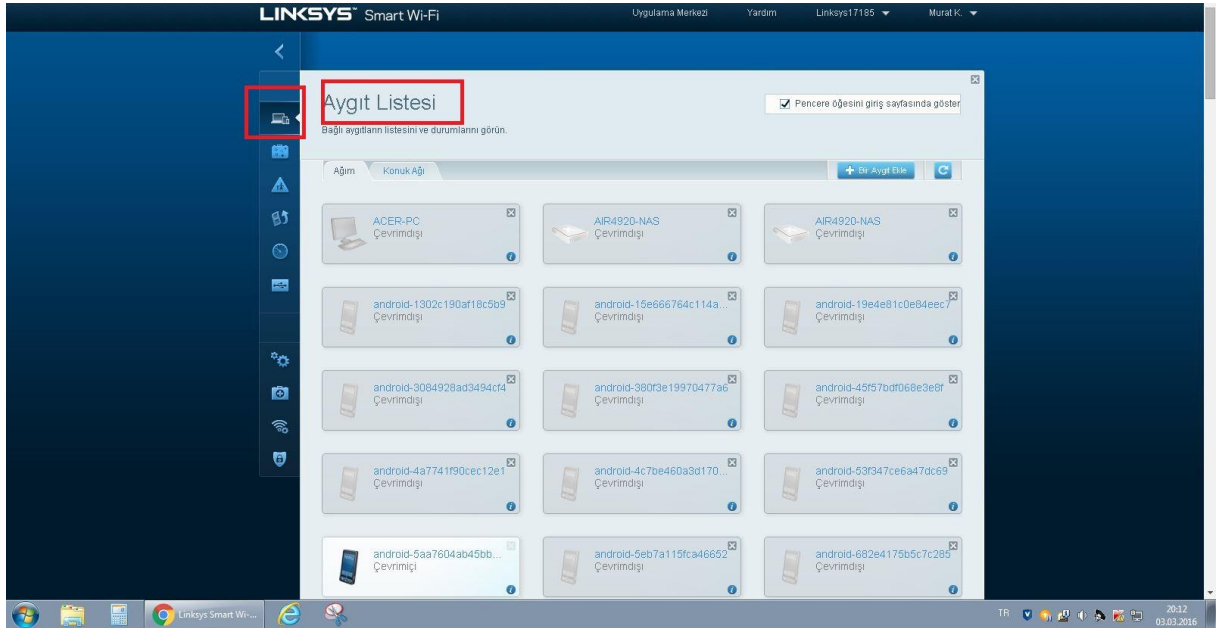 LINKSYS Smart Wi-Fi
Uygulama Merkezi Yardım Linksys17185 Murat K.
Aygıt Listesi
Pencere öğesini giriş sayfasında göster
Bağlı aygıtların listesini ve durumlarını görün.
Ağım Konuk Ağı Bir Aygıt Ekle
ACER-PC AIR4920-NAS AIR4920-NAS
Çevrimdışı Çevrimdışı Çevrimdışı
android-1302c190af18c5b9 android-15e666764c114a... android-19e4e81c0e84eec7
Çevrimdışı Çevrimdışı Çevrimdışı
android-3084928ad3494cf4 android-380f3e19970477a6 android-45f57bdf068e3e8f
Çevrimdışı Çevrimdışı Çevrimdışı
android-4a7741f90cec12e1 android-4c7be460a3d170... android-53f347ce6a47dc69
Çevrimdışı Çevrimdışı Çevrimdışı
android-5aa7604ab45bb... android-5eb7a115fca46652 android-682e4175b5c7c285
Çevrimiçi Çevrimdışı Çevrimdışı
Linksys Smart Wi-... TR 20:12
03.03.2016